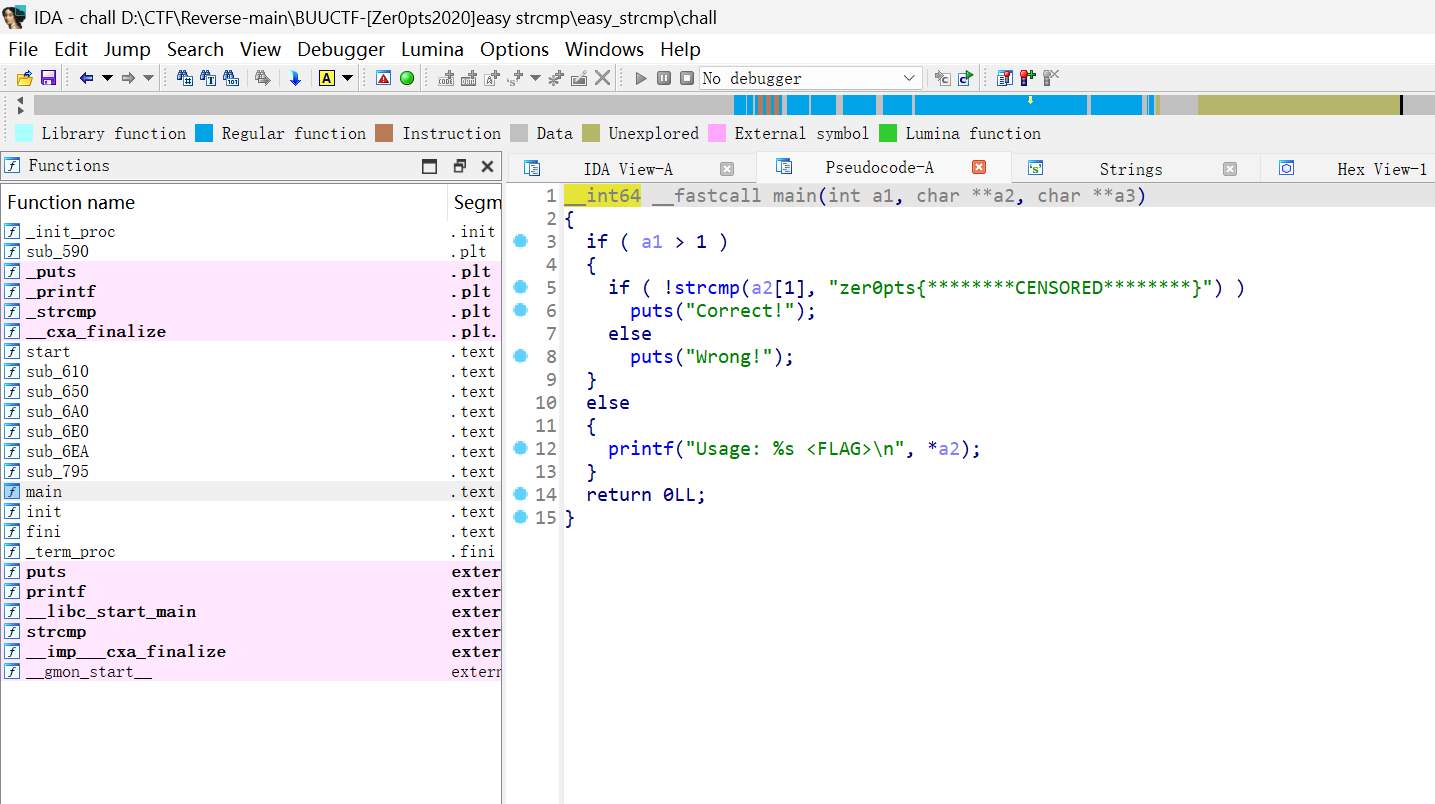 IDA - chall D:\CTF\Reverse-main\BUUCTF-[Zer0pts2020]easy strcmp\easy_strcmp\chall
File Edit Jump Search View Debugger Lumina Options Windows Help
No debugger
Library function Regular function Instruction Data Unexplored External symbol Lumina function
Functions
IDA View-A Pseudocode-A Strings Hex View-1
Function name Segm
_init_proc .init
sub_590 .plt
_puts .plt
_printf .plt
_strcmp .plt
__cxa_finalize .plt.
start .text
sub_610 .text
sub_650 .text
sub_6A0 .text
sub_6E0 .text
sub_6EA .text
sub_795 .text
main .text
init .text
fini .text
_term_proc .fini
puts exter
printf exter
__libc_start_main exter
strcmp exter
__imp___cxa_finalize exter
__gmon_start__ extern
1 __int64 __fastcall main(int a1, char **a2, char **a3)
2 {
3 if ( a1 > 1 )
4 {
5 if ( !strcmp(a2[1], "zer0pts{********CENSORED********}") )
6 puts("Correct!");
7 else
8 puts("Wrong!");
9 }
10 else
11 {
12 printf("Usage: %s <FLAG>\n", *a2);
13 }
14 return 0LL;
15 }